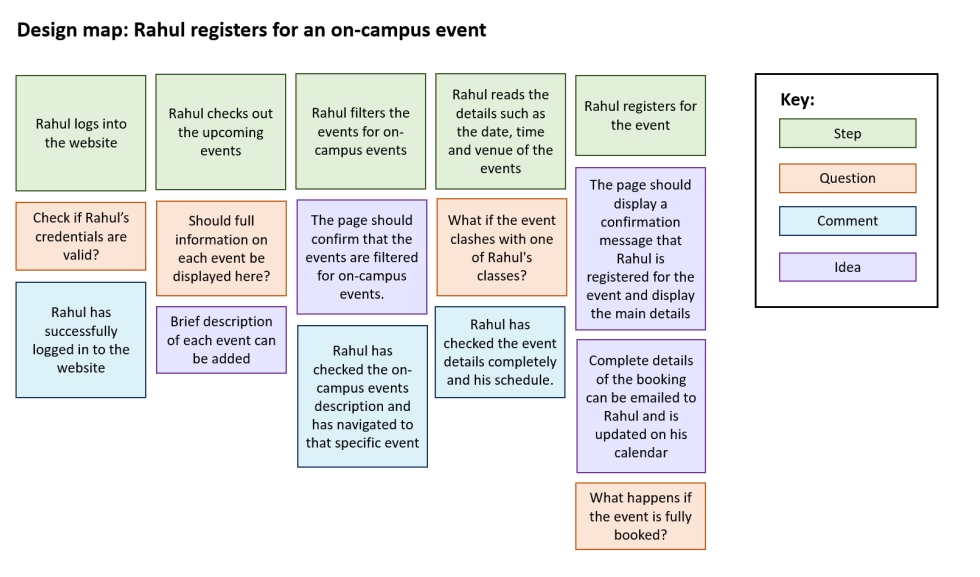 Design map: Rahul registers for an on-campus event
Rahul logs into
the website
Check if Rahul's
credentials are
valid?
Rahul has
successfully
logged in to the
website
Rahul checks out
the upcoming
events
Should full
information on
each event be
displayed here?
Brief description
of each event can
be added
Rahul filters the
events for on-
campus events
The page should
confirm that the
events are filtered
for on-campus
events.
Rahul has
checked the on-
campus events
description and
has navigated to
that specific event
Rahul reads the
details such as
the date, time
and venue of the
events
What if the event
clashes with one
of Rahul's
classes?
Rahul has
checked the event
details completely
and his schedule.
Rahul registers for
the event
The page should
display a
confirmation
message that
Rahul is
registered for the
event and display
the main details
Complete details
of the booking
can be emailed to
Rahul and is
updated on his
calendar
What happens if
the event is fully
booked?
Key:
Step
Question
Comment
Idea